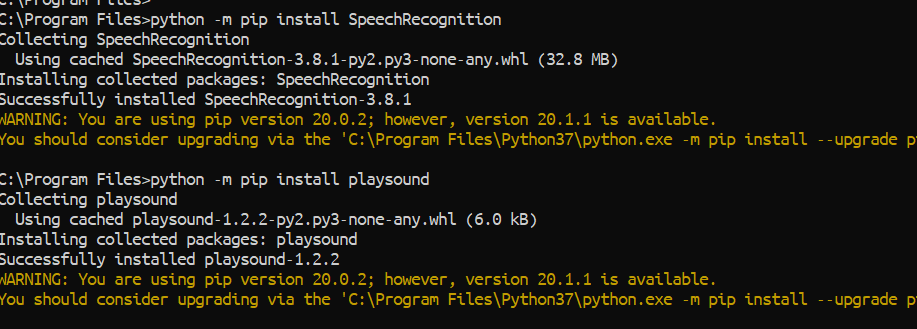 C:\Program Files>
C:\Program Files>python -m pip install SpeechRecognition
Collecting SpeechRecognition
  Using cached SpeechRecognition-3.8.1-py2.py3-none-any.whl (32.8 MB)
Installing collected packages: SpeechRecognition
Successfully installed SpeechRecognition-3.8.1
WARNING: You are using pip version 20.0.2; however, version 20.1.1 is available.
You should consider upgrading via the 'C:\Program Files\Python37\python.exe -m pip install --upgrade p
C:\Program Files>python -m pip install playsound
Collecting playsound
  Using cached playsound-1.2.2-py2.py3-none-any.whl (6.0 kB)
Installing collected packages: playsound
Successfully installed playsound-1.2.2
WARNING: You are using pip version 20.0.2; however, version 20.1.1 is available.
You should consider upgrading via the 'C:\Program Files\Python37\python.exe -m pip install --upgrade p